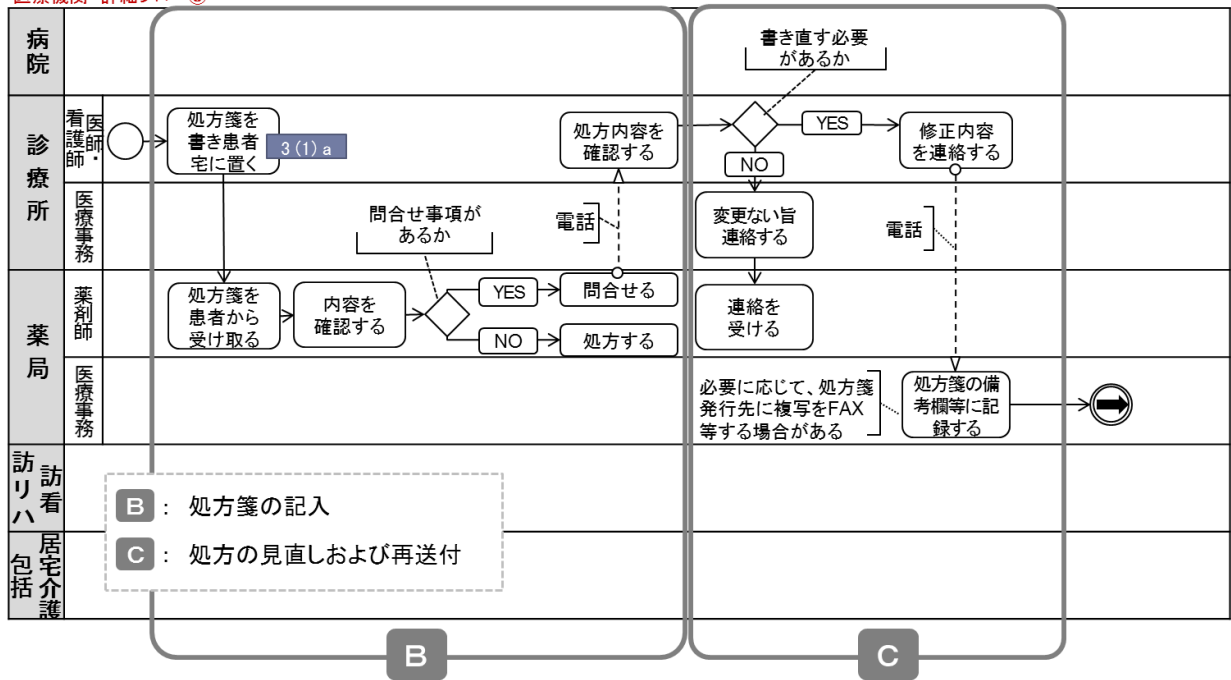 病
院
書き直す必要
があるか
診
療
所
医師・
看護師
処方箋を
書き患者
宅に置く
3 (1) a
処方内容を
確認する
YES
NO
修正内容
を連絡する
医療事務
問合せ事項が
あるか
電話
変更ない旨
連絡する
電話
薬
局
薬剤師
処方箋を
患者から
受け取る
内容を
確認する
YES
NO
問合せる
処方する
連絡を
受ける
医療事務
必要に応じて、処方箋
発行先に複写をFAX
等する場合がある
処方箋の備
考欄等に記
録する
訪看
訪リハ
B : 処方箋の記入
C : 処方の見直しおよび再送付
居宅介護
包括
B
C